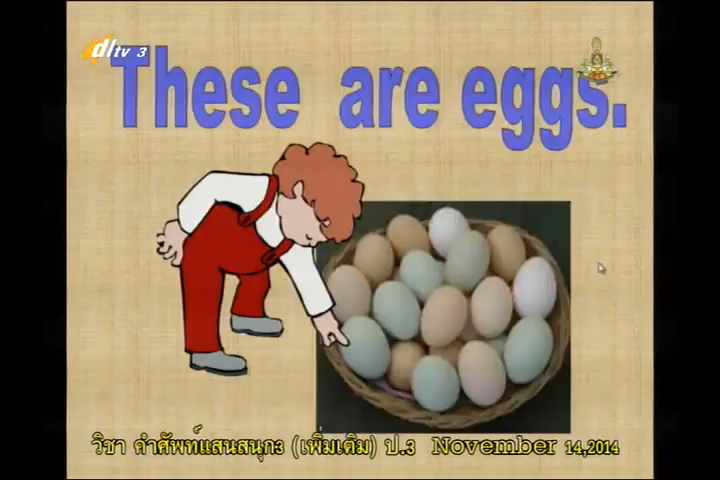 dltv 3
These are eggs.
วิชา คำศัพท์แสนสนุก3 (เพิ่มเติม) ป.3 November 14,2014